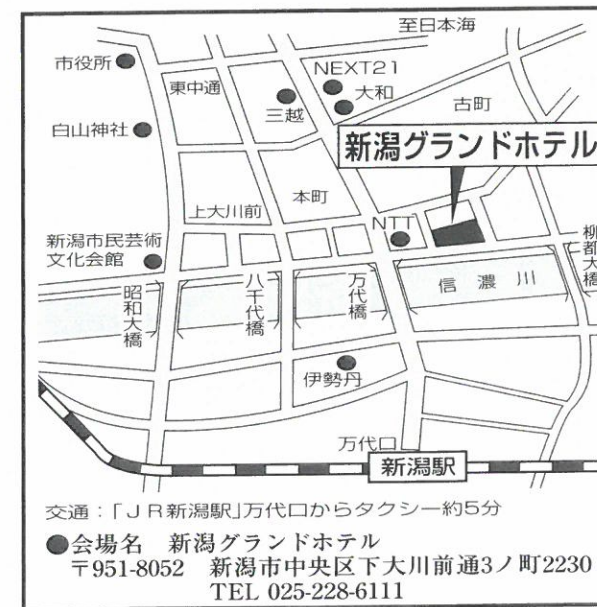 至日本海
市役所
NEXT21
東中通
大和
三越
古町
白山神社
新潟グランドホテル
本町
上大川前
NTT
新潟市民芸術
文化会館
柳都大橋
昭和大橋
八千代橋
万代橋
信濃川
伊勢丹
万代口
新潟駅
交通：「JR新潟駅」万代口からタクシー約5分
●会場名　新潟グランドホテル
〒951-8052　新潟市中央区下大川前通3ノ町2230
TEL 025-228-6111